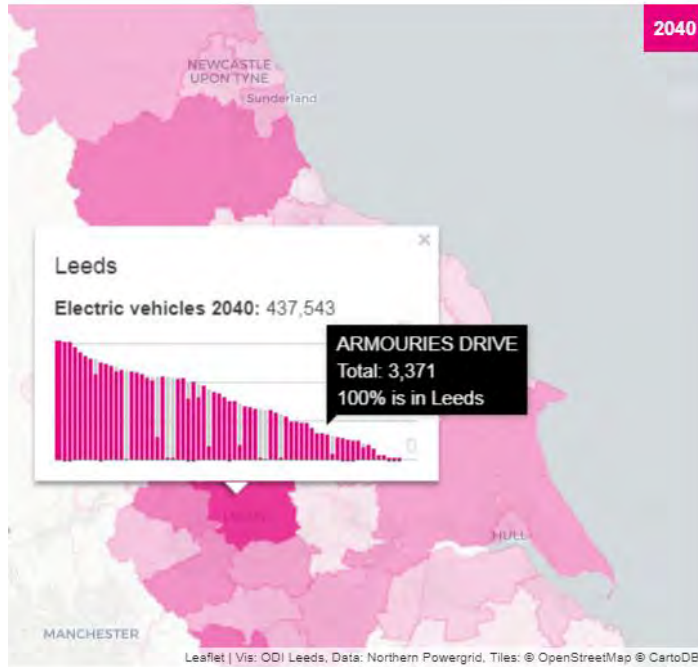 2040
NEWCASTLE
UPON TYNE
Sunderland
×
Leeds
Electric vehicles 2040: 437,543
ARMOURIES DRIVE
Total: 3,371
100% is in Leeds
0
HULL
MANCHESTER
Leaflet | Vis: ODI Leeds, Data: Northern Powergrid, Tiles: © OpenStreetMap © CartoDB